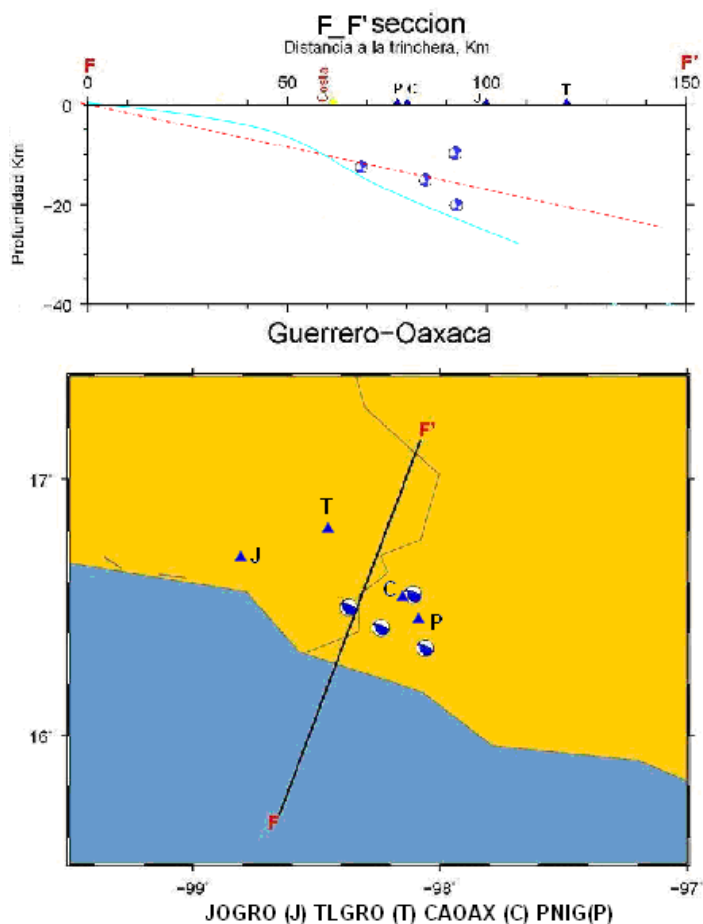 F_F' seccion
Distancia a la trinchera, Km
F F'
0 50 100 150
Costa P C J T
0
-10
-20
-40
Profundidad Km
Guerrero-Oaxaca
F'
17°
T
J
C
P
16°
F
-99° -98° -97°
JOGRO (J) TLGRO (T) CAOAX (C) PNIG(P)